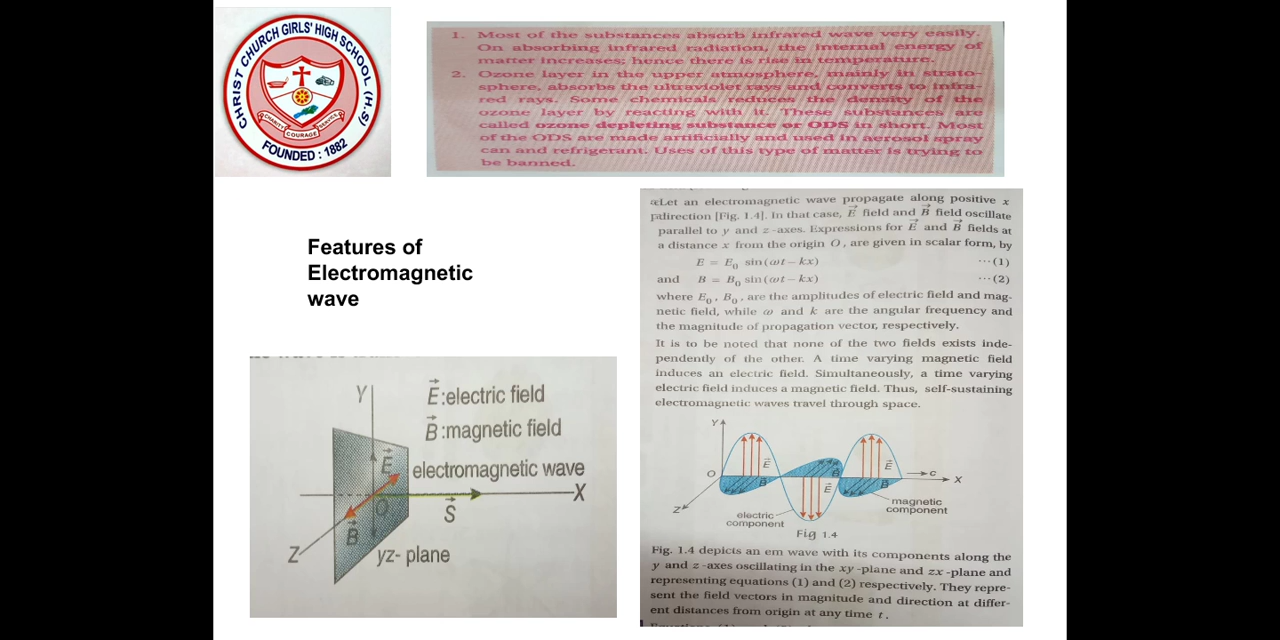 CHRIST CHURCH GIRLS' HIGH SCHOOL (H.S)
CHARITY COURAGE SERVICE
FOUNDED : 1882
1. Most of the substances absorb infrared wave very easily.
On absorbing infrared radiation, the internal energy of
matter increases; hence there is rise in temperature.
2. Ozone layer in the upper atmosphere, mainly in strato-
sphere, absorbs the ultraviolet rays and converts to infra-
red rays. Some chemicals reduces the density of the
ozone layer by reacting with it. These substances are
called ozone depleting substance or ODS in short. Most
of the ODS are made artificially and used in aerosol spray
can and refrigerant. Uses of this type of matter is trying to
be banned.
Features of
Electromagnetic
wave
Y
E⃗ :electric field
B⃗ :magnetic field
E⃗
electromagnetic wave
O
X
S⃗
B⃗
Z
yz- plane
Let an electromagnetic wave propagate along positive x
direction [Fig. 1.4]. In that case, E⃗ field and B⃗ field oscillate
parallel to y and z-axes. Expressions for E⃗ and B⃗ fields at
a distance x from the origin O, are given in scalar form, by
E = E₀ sin(ωt − kx) ···(1)
and B = B₀ sin(ωt − kx) ···(2)
where E₀, B₀, are the amplitudes of electric field and mag-
netic field, while ω and k are the angular frequency and
the magnitude of propagation vector, respectively.
It is to be noted that none of the two fields exists inde-
pendently of the other. A time varying magnetic field
induces an electric field. Simultaneously, a time varying
electric field induces a magnetic field. Thus, self-sustaining
electromagnetic waves travel through space.
Y
E⃗ B⃗ E⃗
O c X
B⃗ E⃗ B⃗
Z
magnetic
component
electric
component
Fig 1.4
Fig. 1.4 depicts an em wave with its components along the
y and z-axes oscillating in the xy-plane and zx-plane and
representing equations (1) and (2) respectively. They repre-
sent the field vectors in magnitude and direction at differ-
ent distances from origin at any time t.